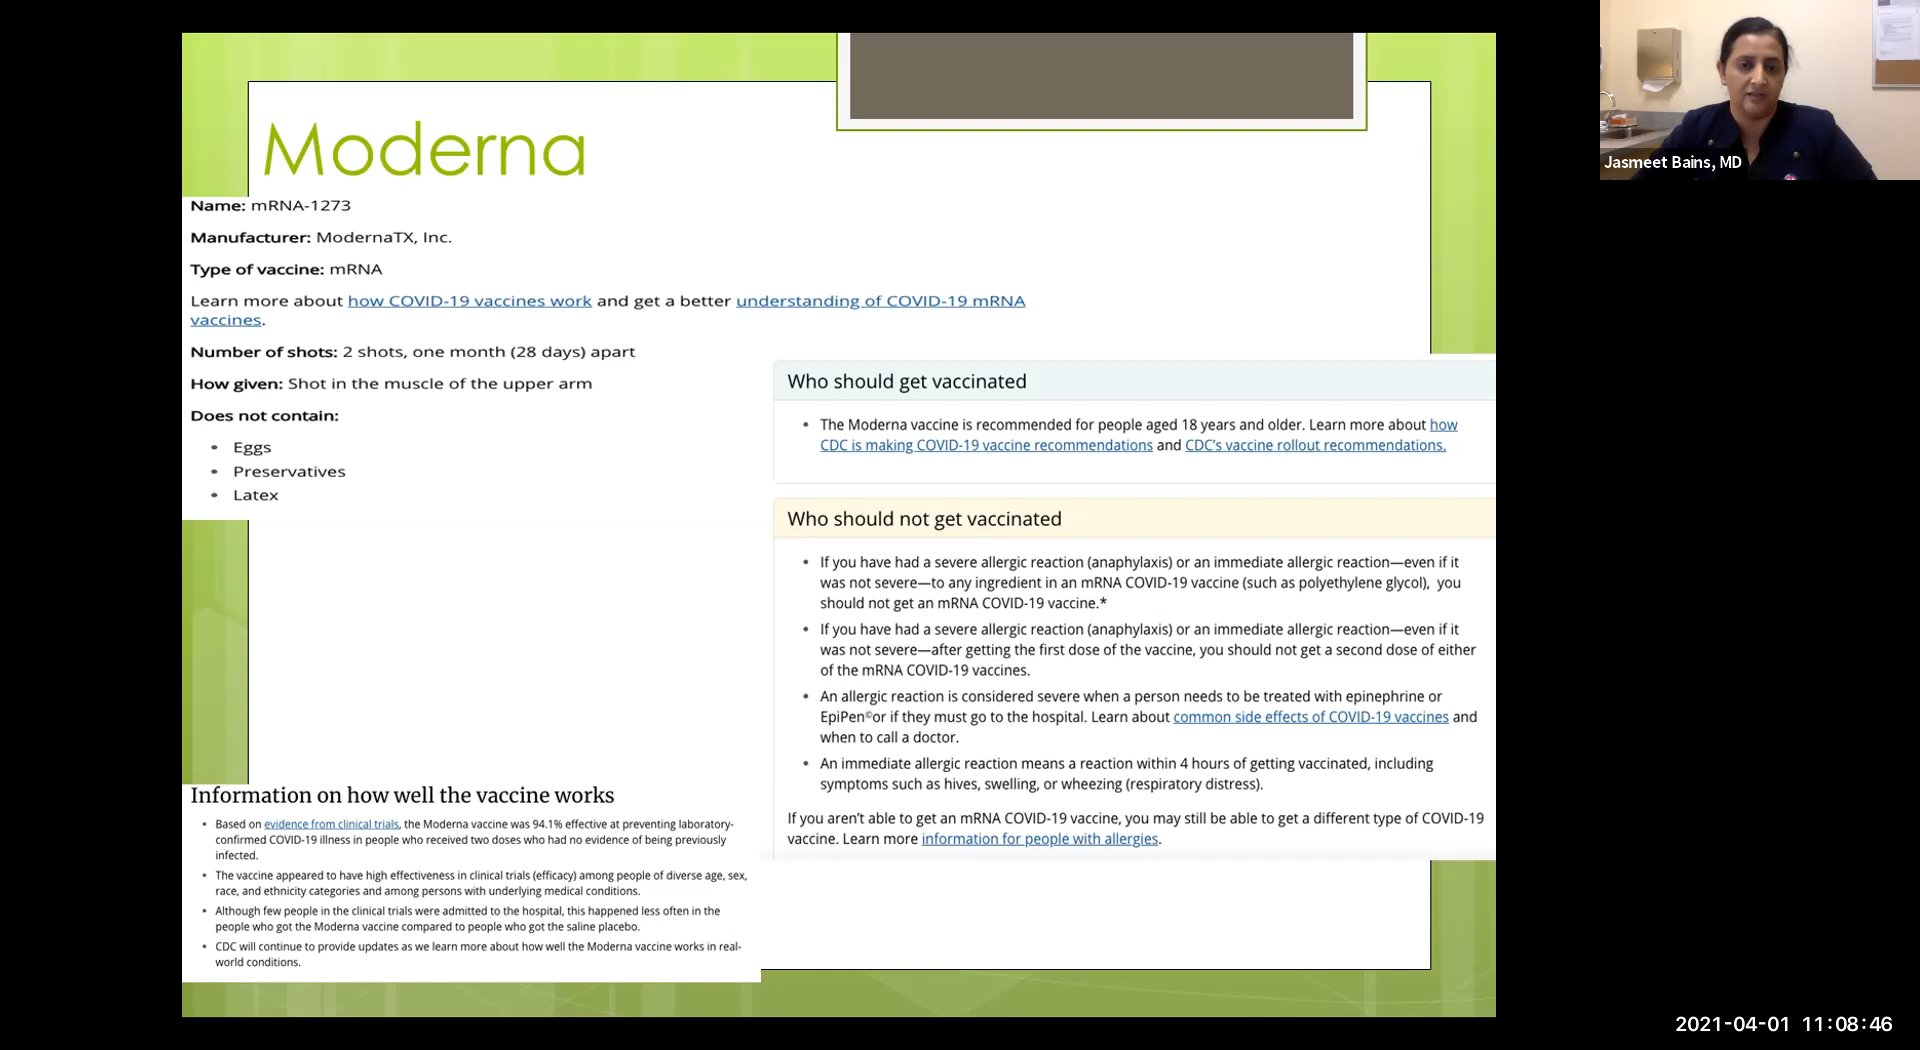 Moderna
Name: mRNA-1273
Manufacturer: ModernaTX, Inc.
Type of vaccine: mRNA
Learn more about how COVID-19 vaccines work and get a better understanding of COVID-19 mRNA
vaccines.
Number of shots: 2 shots, one month (28 days) apart
How given: Shot in the muscle of the upper arm
Does not contain:
• Eggs
• Preservatives
• Latex
Information on how well the vaccine works
• Based on evidence from clinical trials, the Moderna vaccine was 94.1% effective at preventing laboratory-
confirmed COVID-19 illness in people who received two doses who had no evidence of being previously
infected.
• The vaccine appeared to have high effectiveness in clinical trials (efficacy) among people of diverse age, sex,
race, and ethnicity categories and among persons with underlying medical conditions.
• Although few people in the clinical trials were admitted to the hospital, this happened less often in the
people who got the Moderna vaccine compared to people who got the saline placebo.
• CDC will continue to provide updates as we learn more about how well the Moderna vaccine works in real-
world conditions.
Who should get vaccinated
• The Moderna vaccine is recommended for people aged 18 years and older. Learn more about how
CDC is making COVID-19 vaccine recommendations and CDC's vaccine rollout recommendations.
Who should not get vaccinated
• If you have had a severe allergic reaction (anaphylaxis) or an immediate allergic reaction—even if it
was not severe—to any ingredient in an mRNA COVID-19 vaccine (such as polyethylene glycol), you
should not get an mRNA COVID-19 vaccine.*
• If you have had a severe allergic reaction (anaphylaxis) or an immediate allergic reaction—even if it
was not severe—after getting the first dose of the vaccine, you should not get a second dose of either
of the mRNA COVID-19 vaccines.
• An allergic reaction is considered severe when a person needs to be treated with epinephrine or
EpiPen©or if they must go to the hospital. Learn about common side effects of COVID-19 vaccines and
when to call a doctor.
• An immediate allergic reaction means a reaction within 4 hours of getting vaccinated, including
symptoms such as hives, swelling, or wheezing (respiratory distress).
If you aren't able to get an mRNA COVID-19 vaccine, you may still be able to get a different type of COVID-19
vaccine. Learn more information for people with allergies.
Jasmeet Bains, MD
2021-04-01 11:08:46